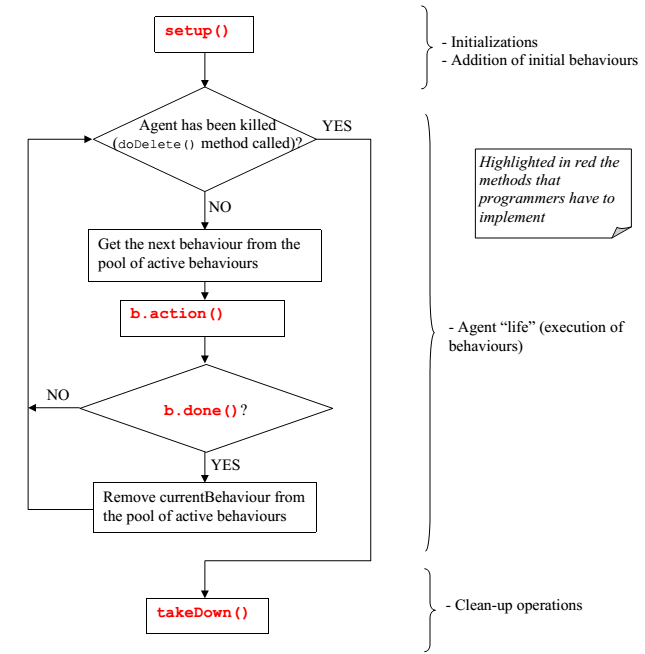 setup()
- Initializations
- Addition of initial behaviours
Agent has been killed
(doDelete() method called)?
YES
NO
Highlighted in red the
methods that
programmers have to
implement
Get the next behaviour from the
pool of active behaviours
b.action()
- Agent “life” (execution of
behaviours)
NO
b.done()?
YES
Remove currentBehaviour from
the pool of active behaviours
takeDown()
- Clean-up operations